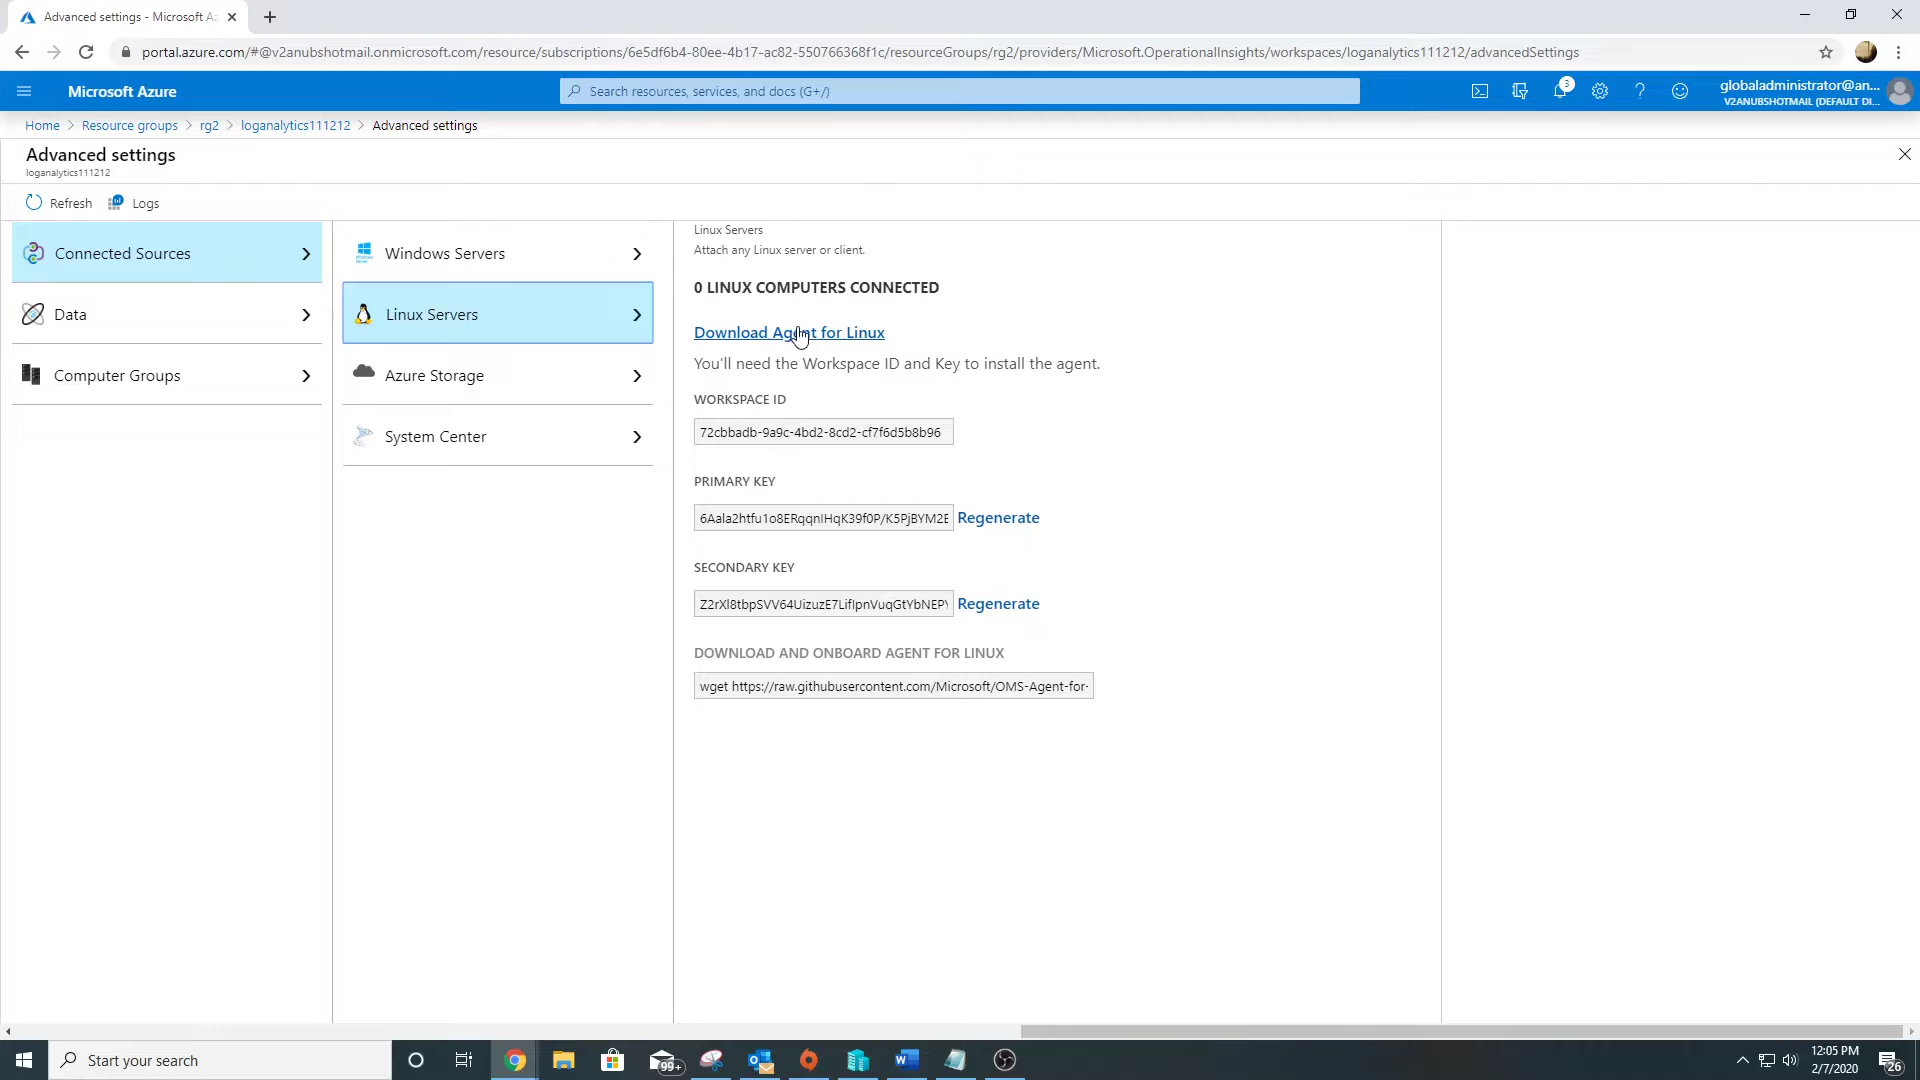 Advanced settings - Microsoft Az
portal.azure.com/#@v2anubshotmail.onmicrosoft.com/resource/subscriptions/6e5df6b4-80ee-4b17-ac82-550766368f1c/resourceGroups/rg2/providers/Microsoft.OperationalInsights/workspaces/loganalytics111212/advancedSettings
Microsoft Azure
Search resources, services, and docs (G+/)
3
globaladministrator@an...
V2ANUBSHOTMAIL (DEFAULT DI...
Home > Resource groups > rg2 > loganalytics111212 > Advanced settings
Advanced settings
loganalytics111212
Refresh
Logs
Connected Sources
Data
Computer Groups
Windows Servers
Linux Servers
Azure Storage
System Center
Linux Servers
Attach any Linux server or client.
0 LINUX COMPUTERS CONNECTED
Download Agent for Linux
You'll need the Workspace ID and Key to install the agent.
WORKSPACE ID
72cbbadb-9a9c-4bd2-8cd2-cf7f6d5b8b96
PRIMARY KEY
6Aala2htfu1o8ERqqnIHqK39f0P/K5PjBYM2E
Regenerate
SECONDARY KEY
Z2rXl8tbpSVV64UizuzE7LifIpnVuqGtYbNEPY
Regenerate
DOWNLOAD AND ONBOARD AGENT FOR LINUX
wget https://raw.githubusercontent.com/Microsoft/OMS-Agent-for-
Start your search
99+
12:05 PM
2/7/2020
26